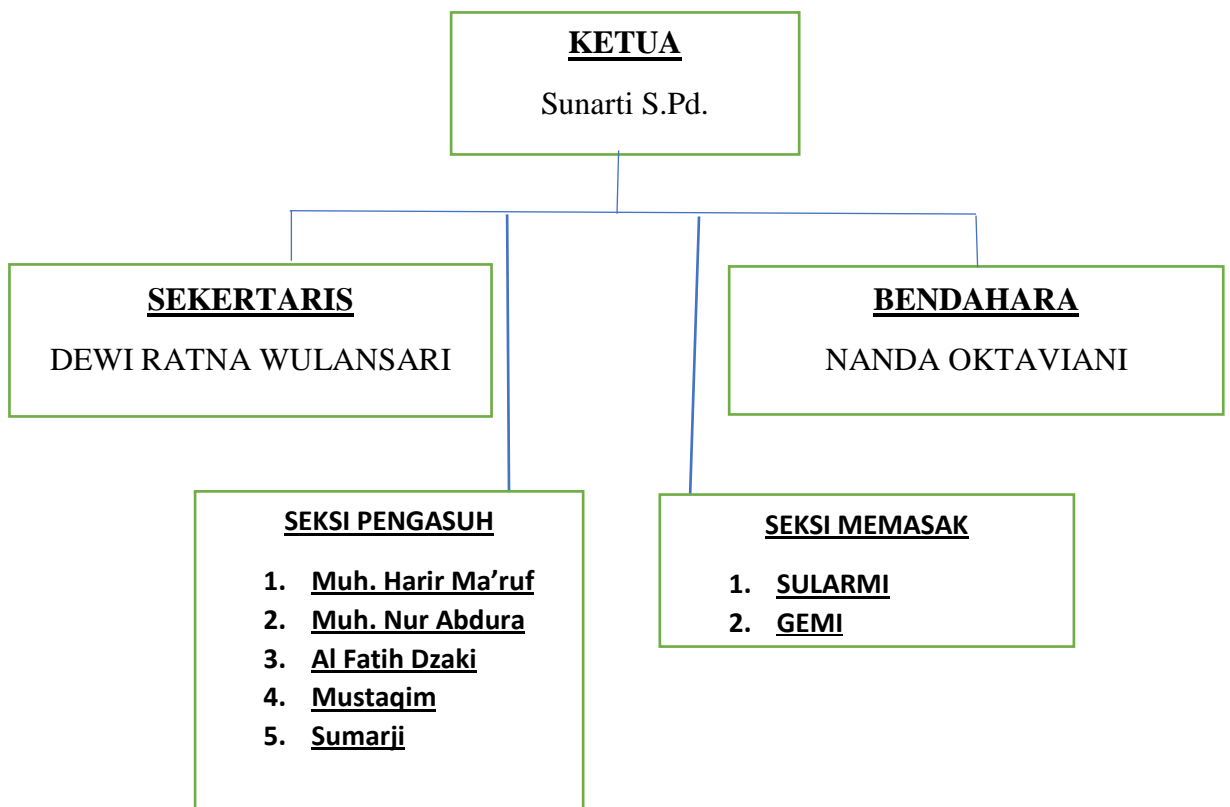 KETUA
Sunarti S.Pd.
SEKERTARIS
DEWI RATNA WULANSARI
BENDAHARA
NANDA OKTAVIANI
SEKSI PENGASUH
1. Muh. Harir Ma’ruf
2. Muh. Nur Abdura
3. Al Fatih Dzaki
4. Mustaqim
5. Sumarji
SEKSI MEMASAK
1. SULARMI
2. GEMI